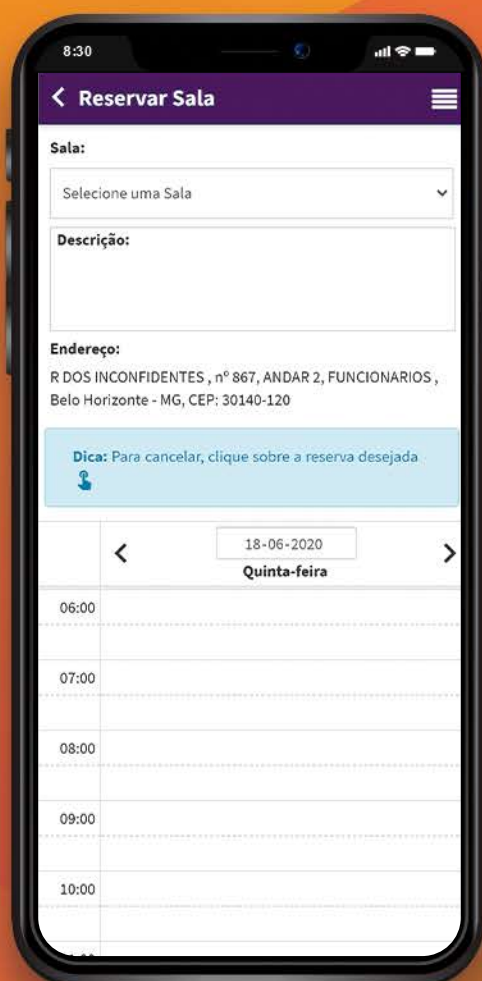 8:30
Reservar Sala
Sala:
Selecione uma Sala
Descrição:
Endereço:
R DOS INCONFIDENTES , nº 867, ANDAR 2, FUNCIONARIOS ,
Belo Horizonte - MG, CEP: 30140-120
Dica: Para cancelar, clique sobre a reserva desejada
18-06-2020
Quinta-feira
06:00
07:00
08:00
09:00
10:00